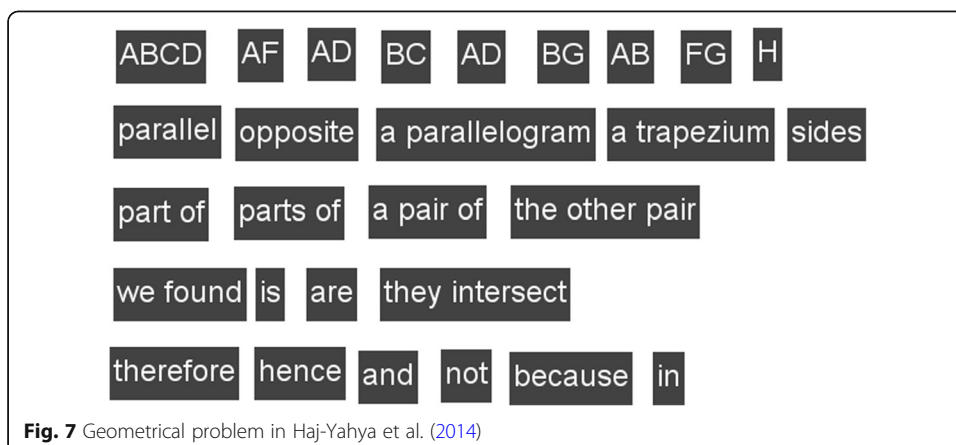 ABCD AF AD BC AD BG AB FG H
parallel opposite a parallelogram a trapezium sides
part of parts of a pair of the other pair
we found is are they intersect
therefore hence and not because in
Fig. 7 Geometrical problem in Haj-Yahya et al. (2014)